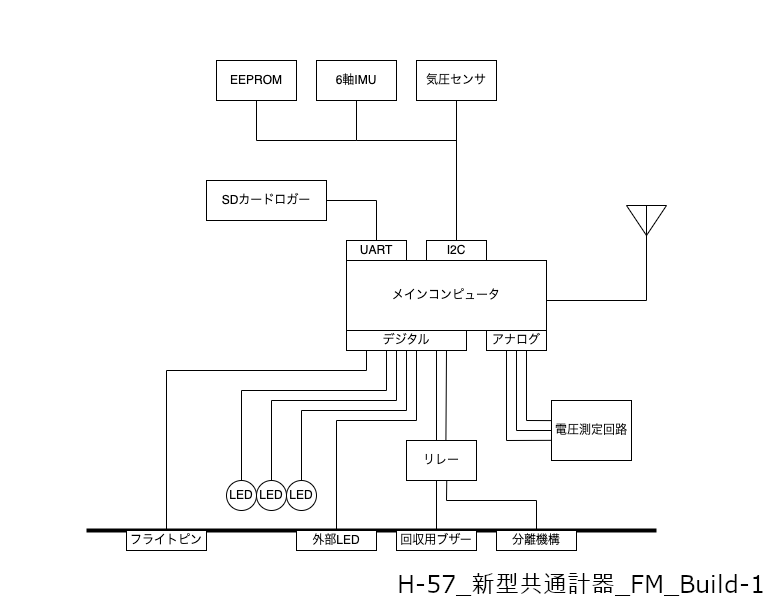 EEPROM
6軸IMU
気圧センサ
SDカードロガー
UART
I2C
メインコンピュータ
デジタル
アナログ
電圧測定回路
リレー
LED
LED
LED
フライトピン
外部LED
回収用ブザー
分離機構
H-57_新型共通計器_FM_Build-1